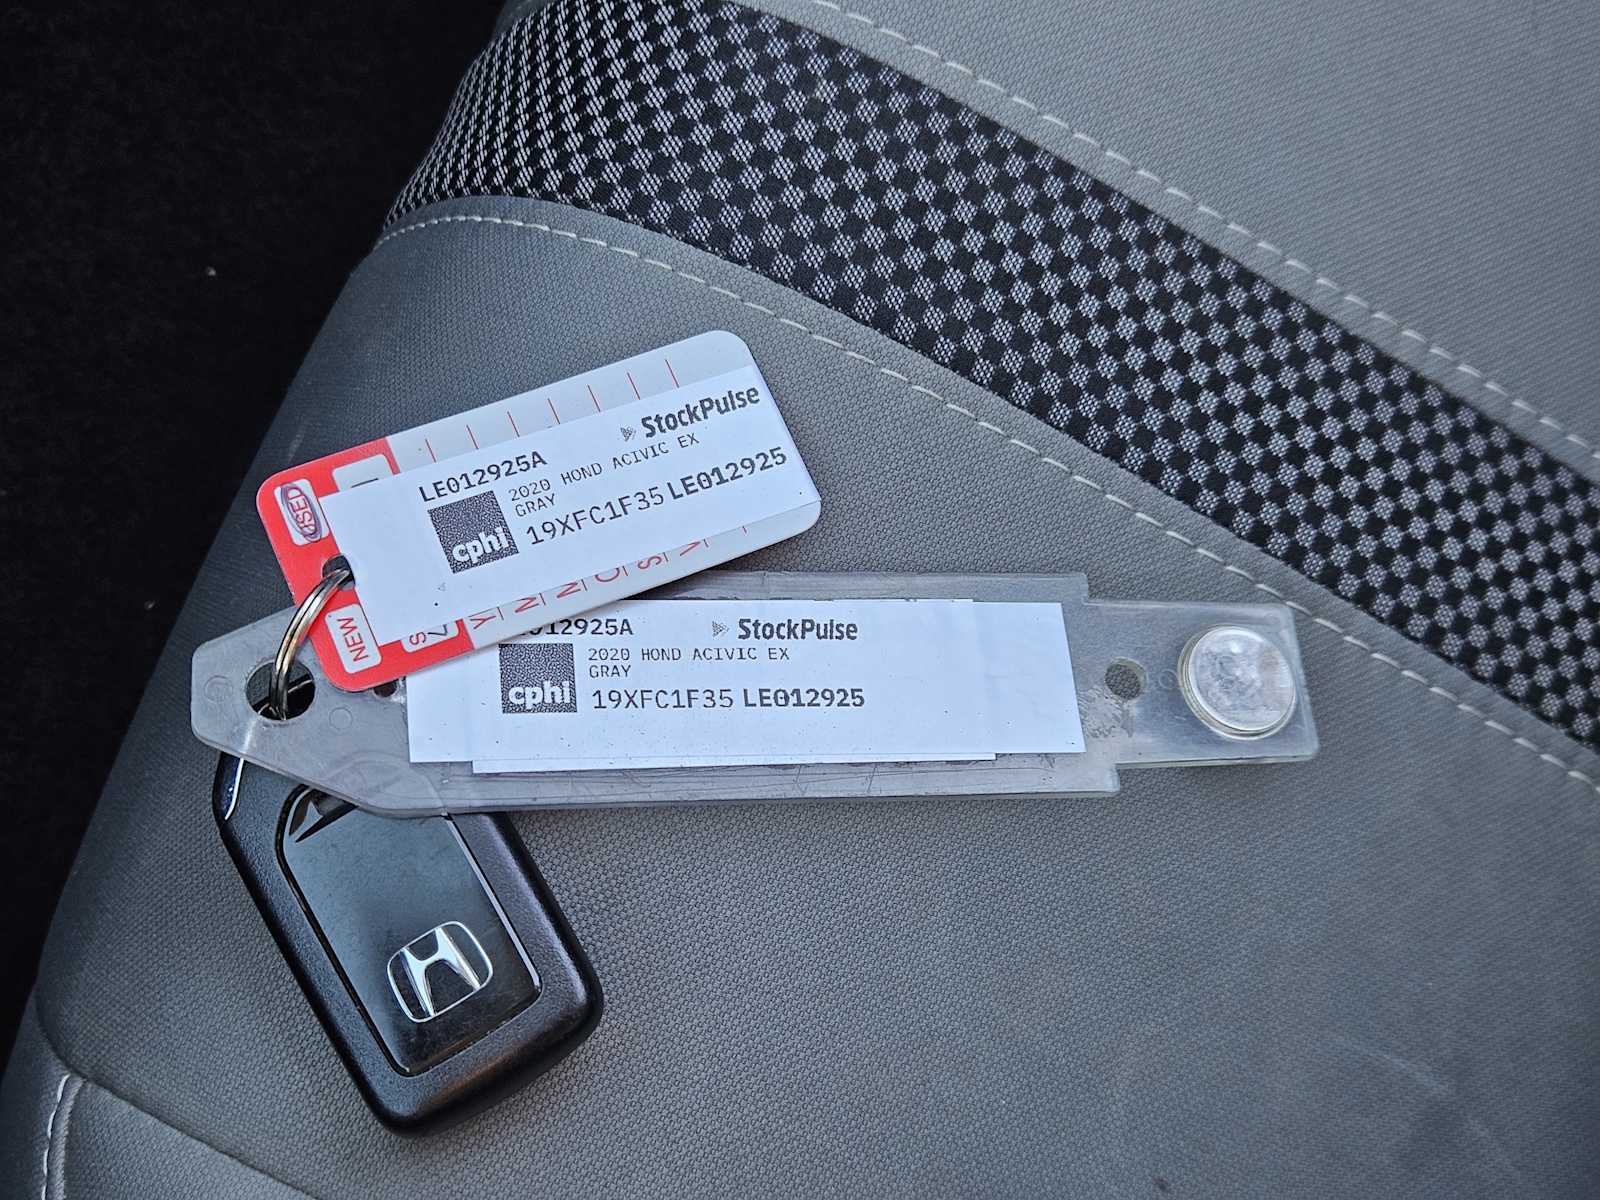 StockPulse
LE012925A
2020 HOND ACIVIC EX
GRAY
cphi
19XFC1F35 LE012925
USED
NEW
StockPulse
2020 HOND ACIVIC EX
GRAY
cphi
19XFC1F35 LE012925